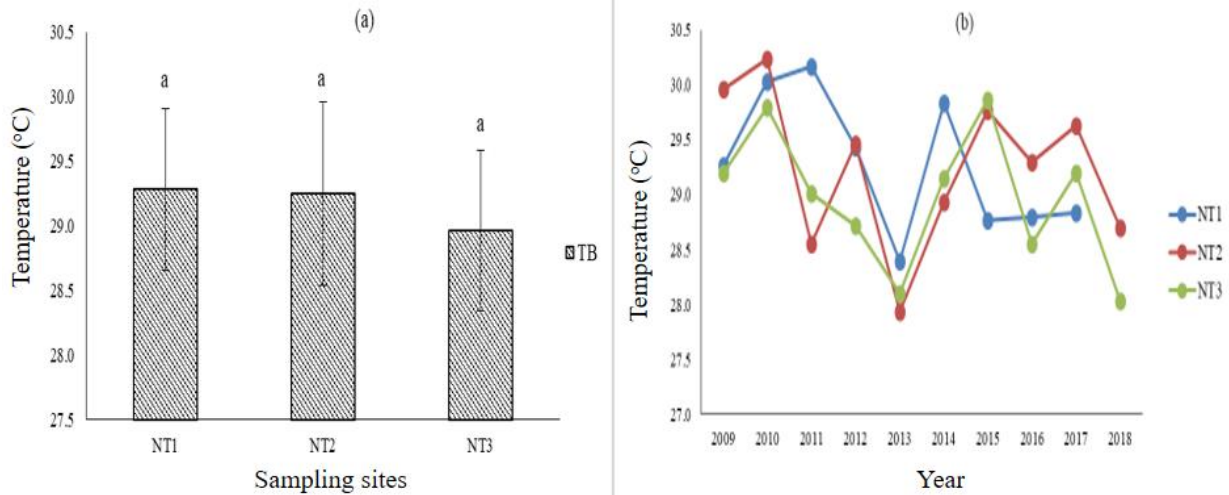 (a)
Temperature (°C)
30.5
30.0
29.5
29.0
28.5
28.0
27.5
a
a
a
NT1
NT2
NT3
Sampling sites
TB
(b)
Temperature (°C)
30.5
30.0
29.5
29.0
28.5
28.0
27.5
27.0
2009
2010
2011
2012
2013
2014
2015
2016
2017
2018
Year
NT1
NT2
NT3